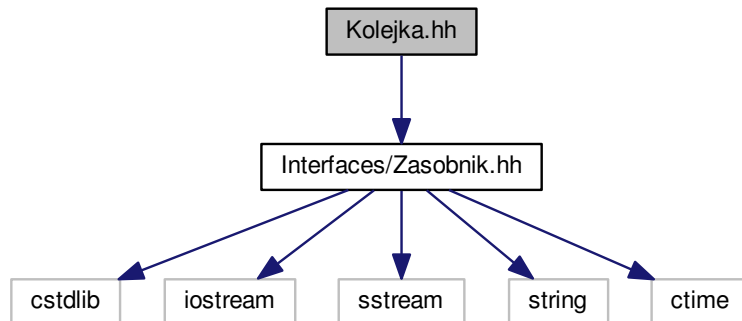 Kolejka.hh
Interfaces/Zasobnik.hh
cstdlib iostream sstream string ctime